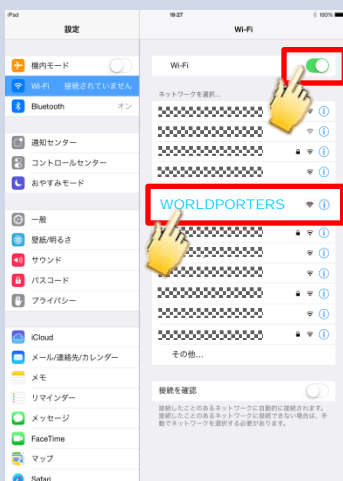 iPad
19:27
100%
設定
Wi-Fi
機内モード
Wi-Fi 接続されていません
Bluetooth オン
通知センター
コントロールセンター
おやすみモード
一般
壁紙/明るさ
サウンド
パスコード
プライバシー
iCloud
メール/連絡先/カレンダー
メモ
リマインダー
メッセージ
FaceTime
マップ
Safari
Wi-Fi
ネットワークを選択...
WORLDPORTERS
その他...
接続を確認
接続したことのあるネットワークに自動的に接続されます。
接続したことのあるネットワークに接続できない場合は、手
動でネットワークを選択する必要があります。